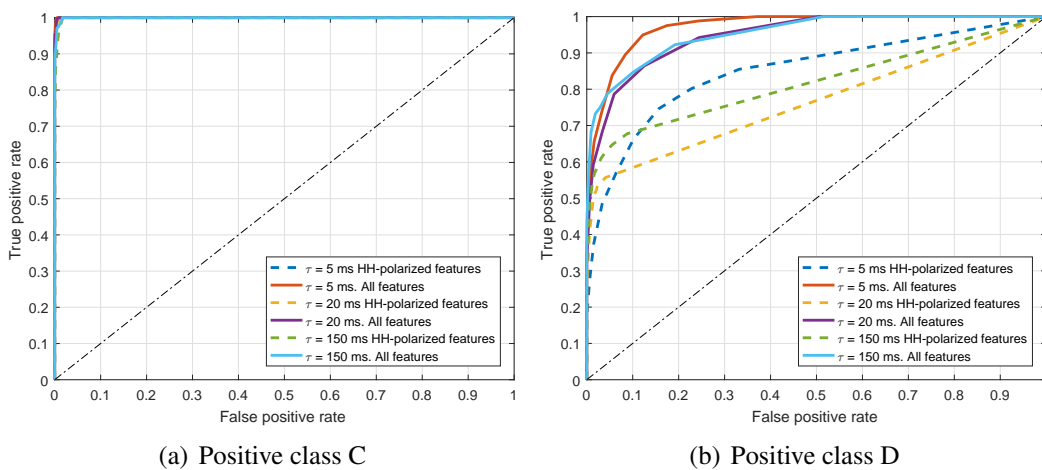 1
0.9
0.8
0.7
0.6
0.5
0.4
0.3
0.2
0.1
0
True positive rate
τ = 5 ms HH-polarized features
τ = 5 ms. All features
τ = 20 ms HH-polarized features
τ = 20 ms. All features
τ = 150 ms HH-polarized features
τ = 150 ms. All features
0 0.1 0.2 0.3 0.4 0.5 0.6 0.7 0.8 0.9 1
False positive rate
(a) Positive class C
1
0.9
0.8
0.7
0.6
0.5
0.4
0.3
0.2
0.1
0
True positive rate
τ = 5 ms HH-polarized features
τ = 5 ms. All features
τ = 20 ms HH-polarized features
τ = 20 ms. All features
τ = 150 ms HH-polarized features
τ = 150 ms. All features
0 0.1 0.2 0.3 0.4 0.5 0.6 0.7 0.8 0.9
False positive rate
(b) Positive class D